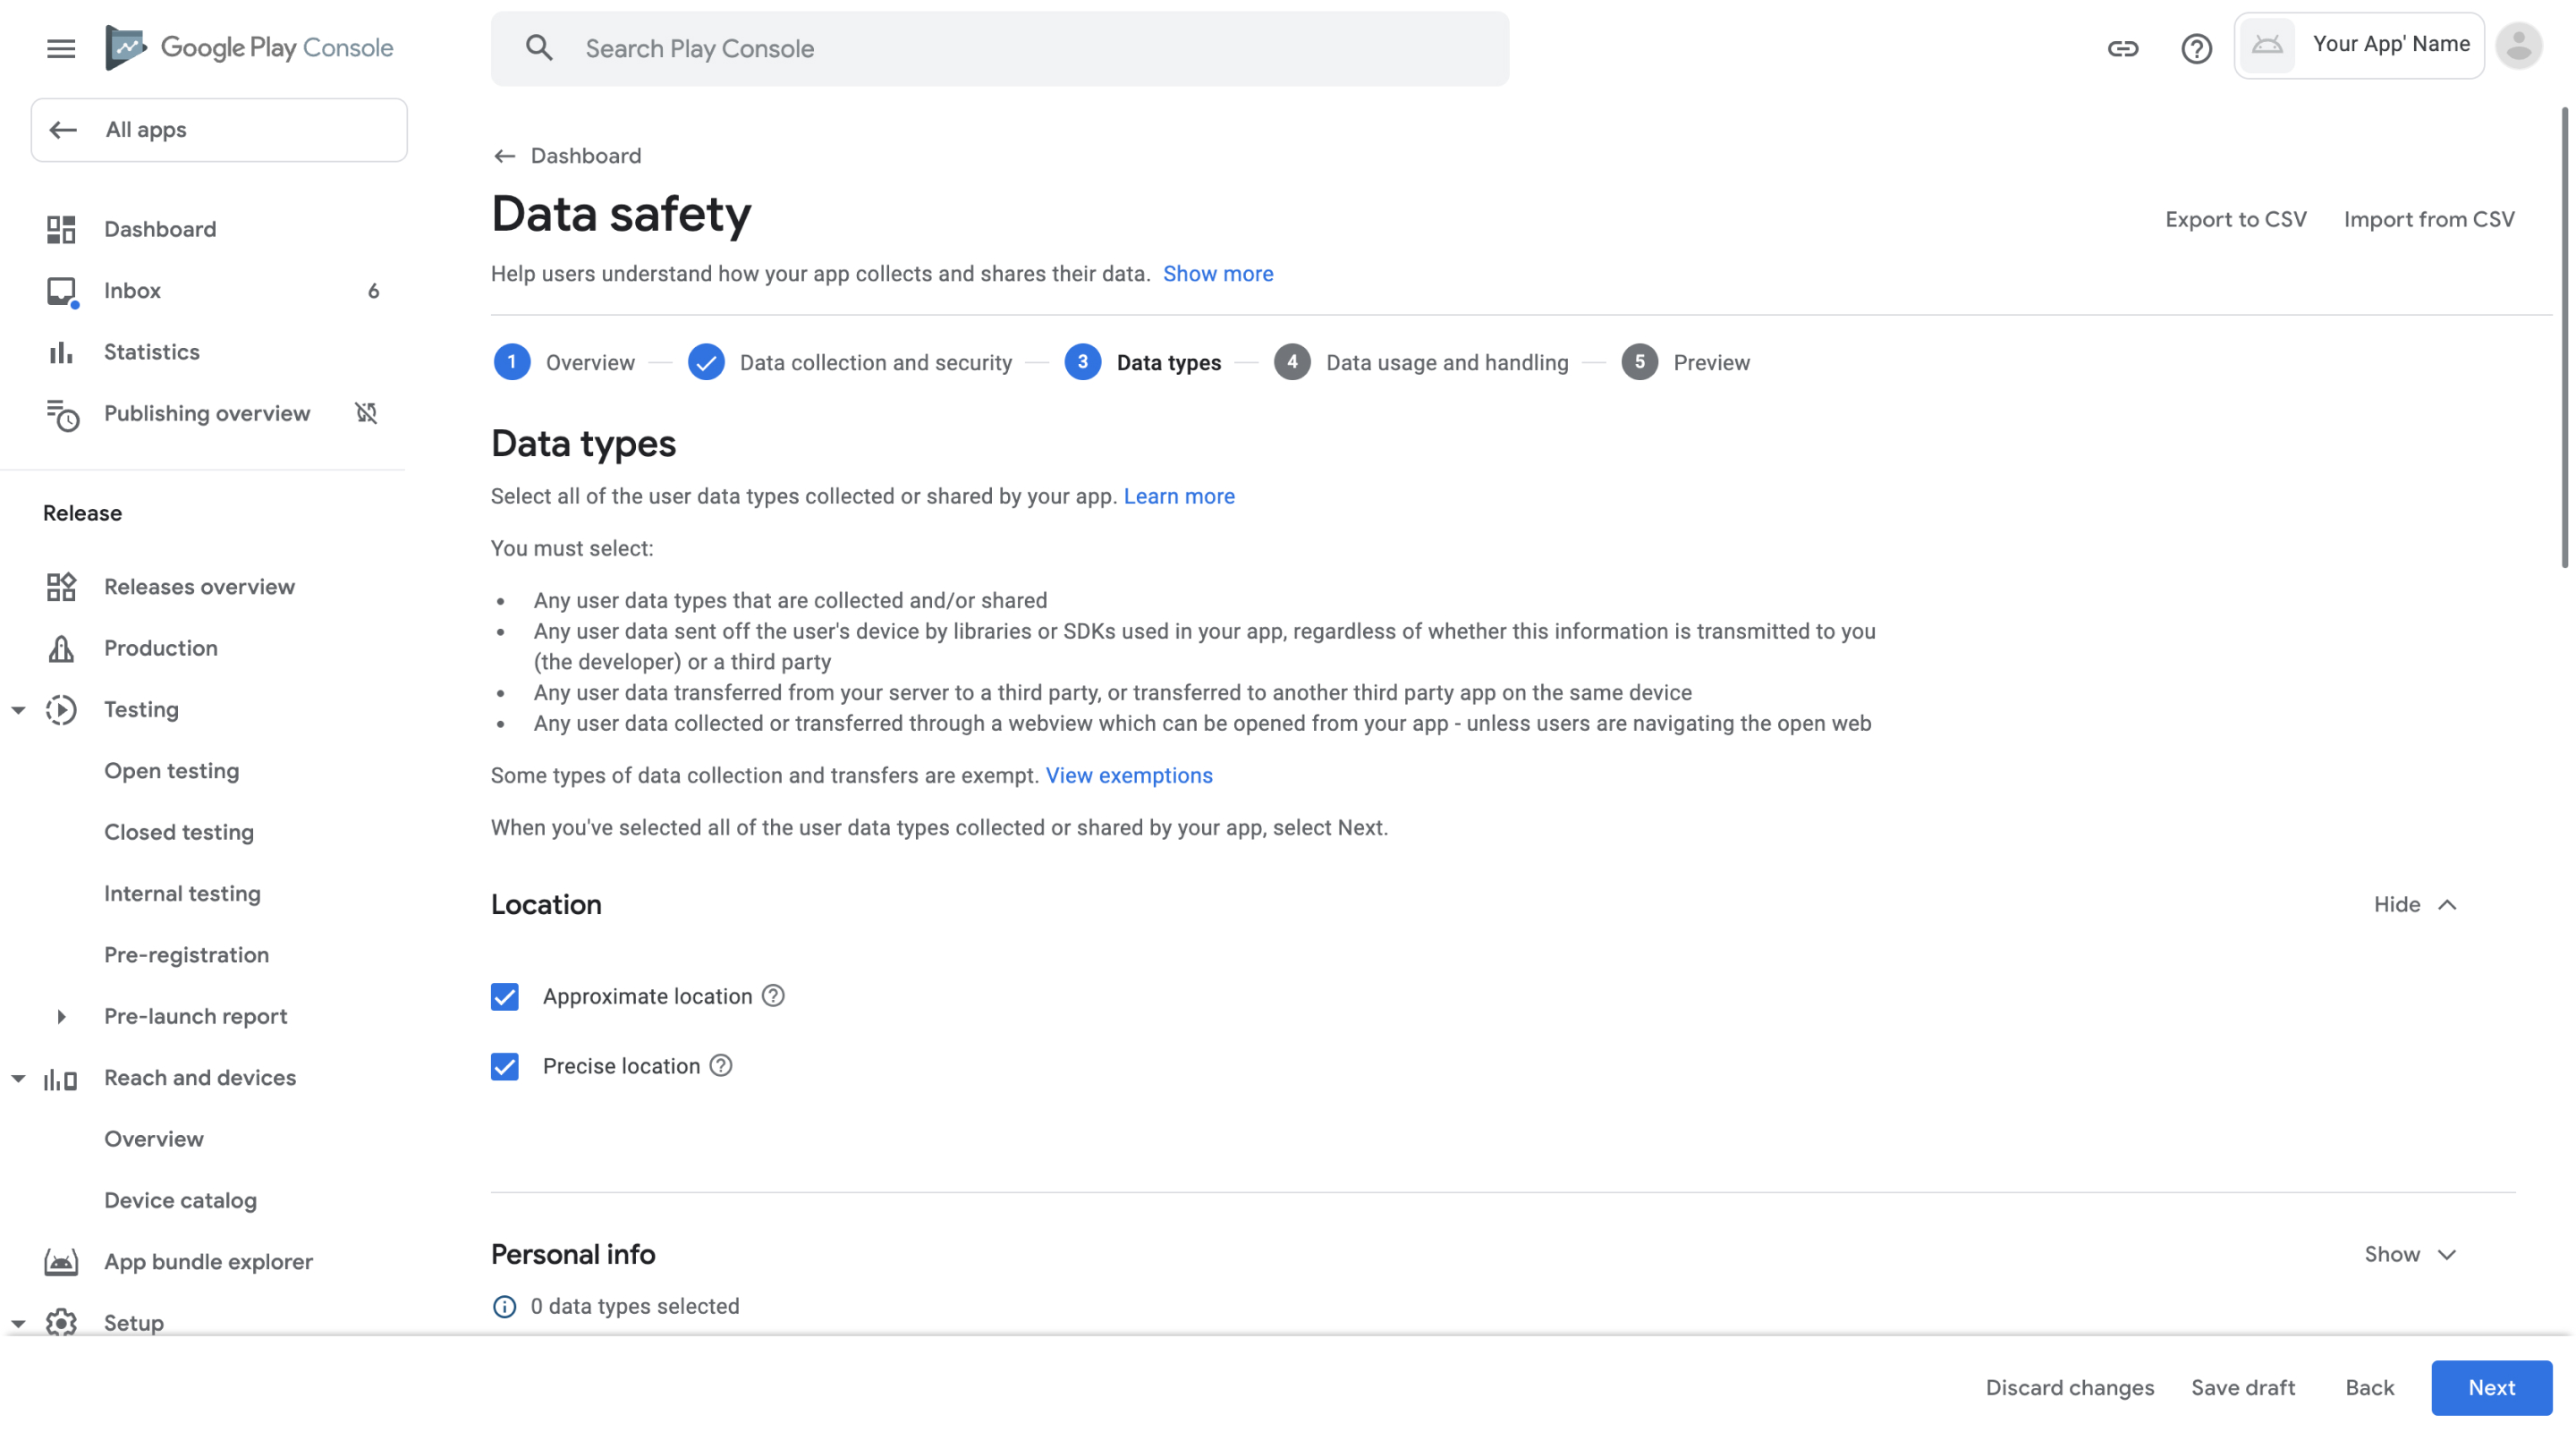 Google Play Console
Search Play Console
Your App' Name
All apps
Dashboard
Inbox 6
Statistics
Publishing overview
Release
Releases overview
Production
Testing
Open testing
Closed testing
Internal testing
Pre-registration
Pre-launch report
Reach and devices
Overview
Device catalog
App bundle explorer
Setup
Dashboard
Data safety
Export to CSV Import from CSV
Help users understand how your app collects and shares their data. Show more
1 Overview Data collection and security 3 Data types 4 Data usage and handling 5 Preview
Data types
Select all of the user data types collected or shared by your app. Learn more
You must select:
• Any user data types that are collected and/or shared
• Any user data sent off the user's device by libraries or SDKs used in your app, regardless of whether this information is transmitted to you
(the developer) or a third party
• Any user data transferred from your server to a third party, or transferred to another third party app on the same device
• Any user data collected or transferred through a webview which can be opened from your app - unless users are navigating the open web
Some types of data collection and transfers are exempt. View exemptions
When you've selected all of the user data types collected or shared by your app, select Next.
Location Hide
Approximate location
Precise location
Personal info Show
0 data types selected
Discard changes Save draft Back Next